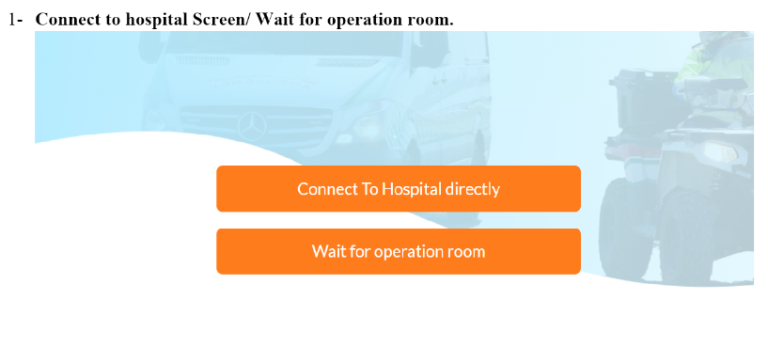 1- Connect to hospital Screen/ Wait for operation room.
Connect To Hospital directly
Wait for operation room